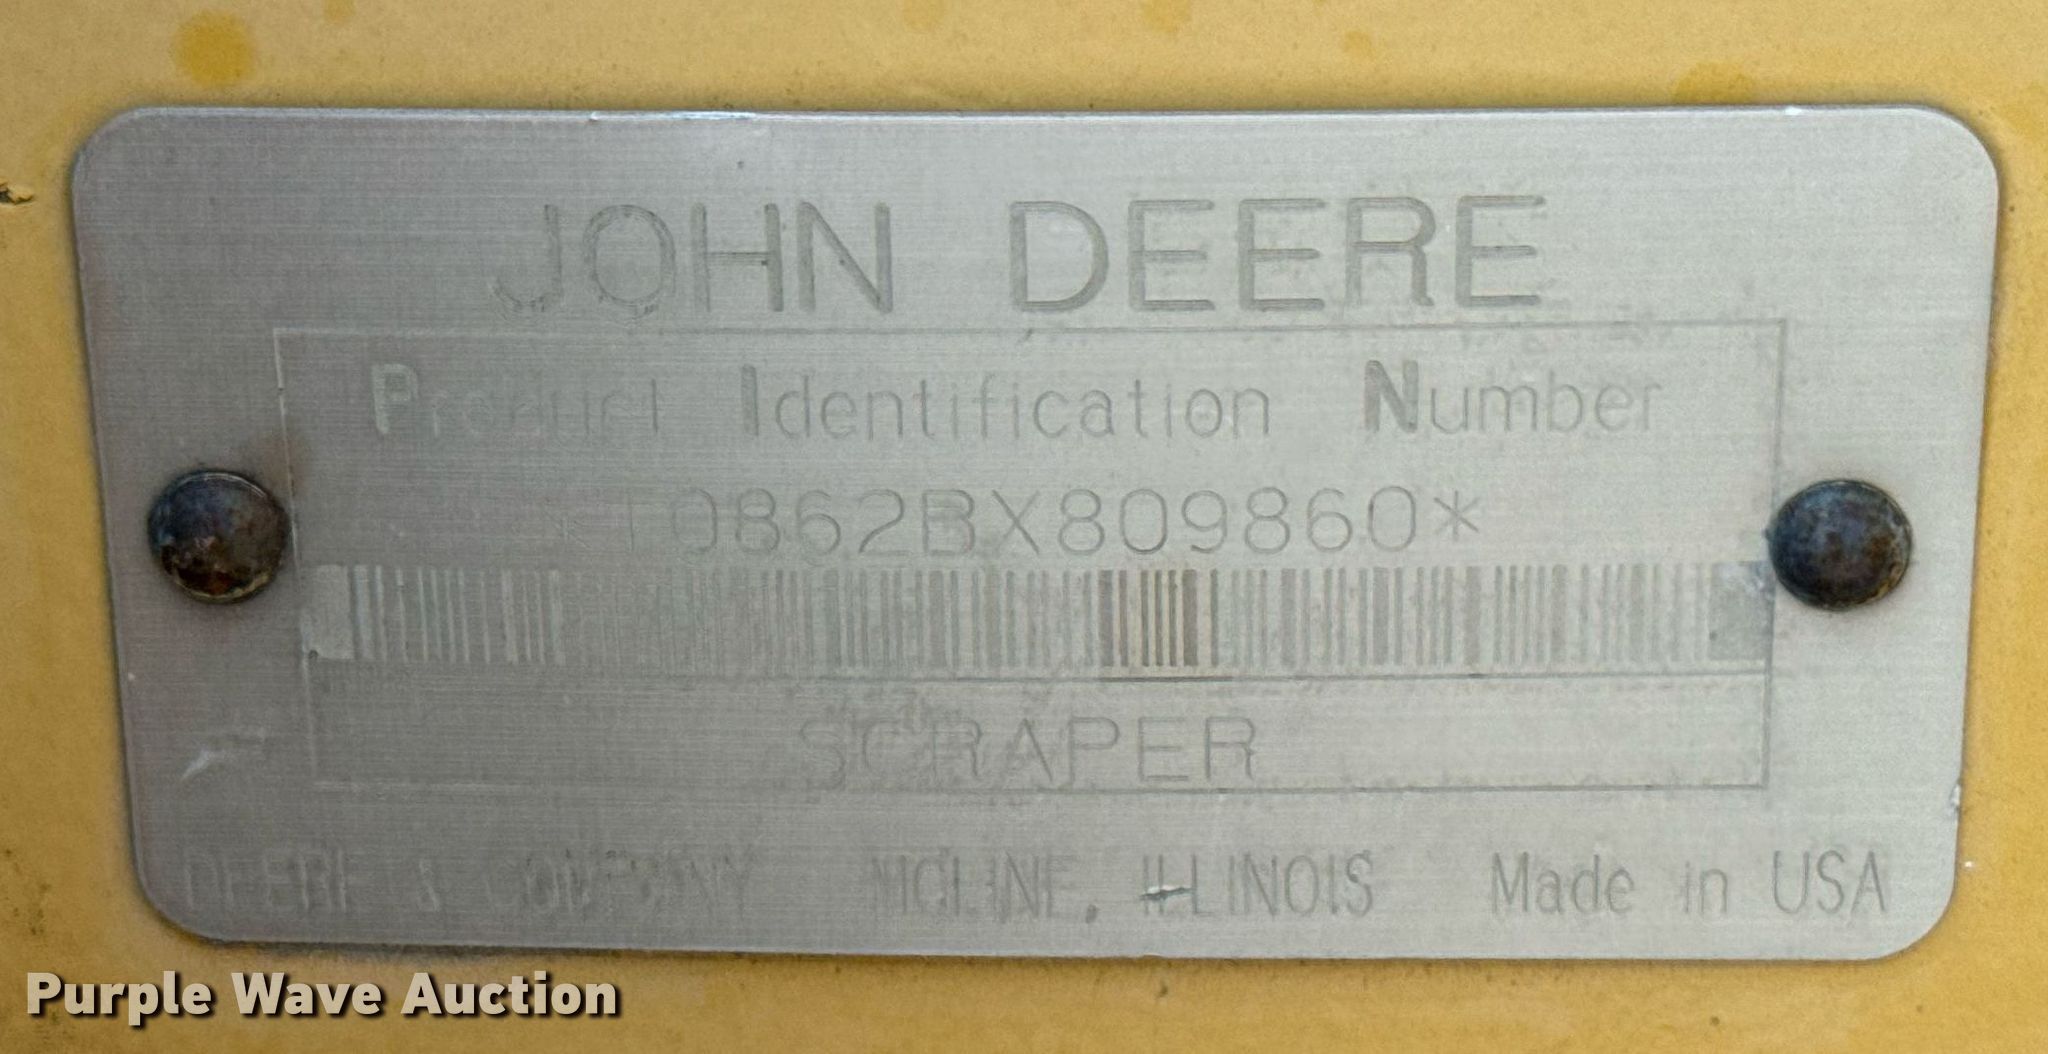 JOHN DEERE
Product Identification Number
*T0862BX809860*
SCRAPER
DEERE & COMPANY MOLINE, ILLINOIS Made in USA
Purple Wave Auction